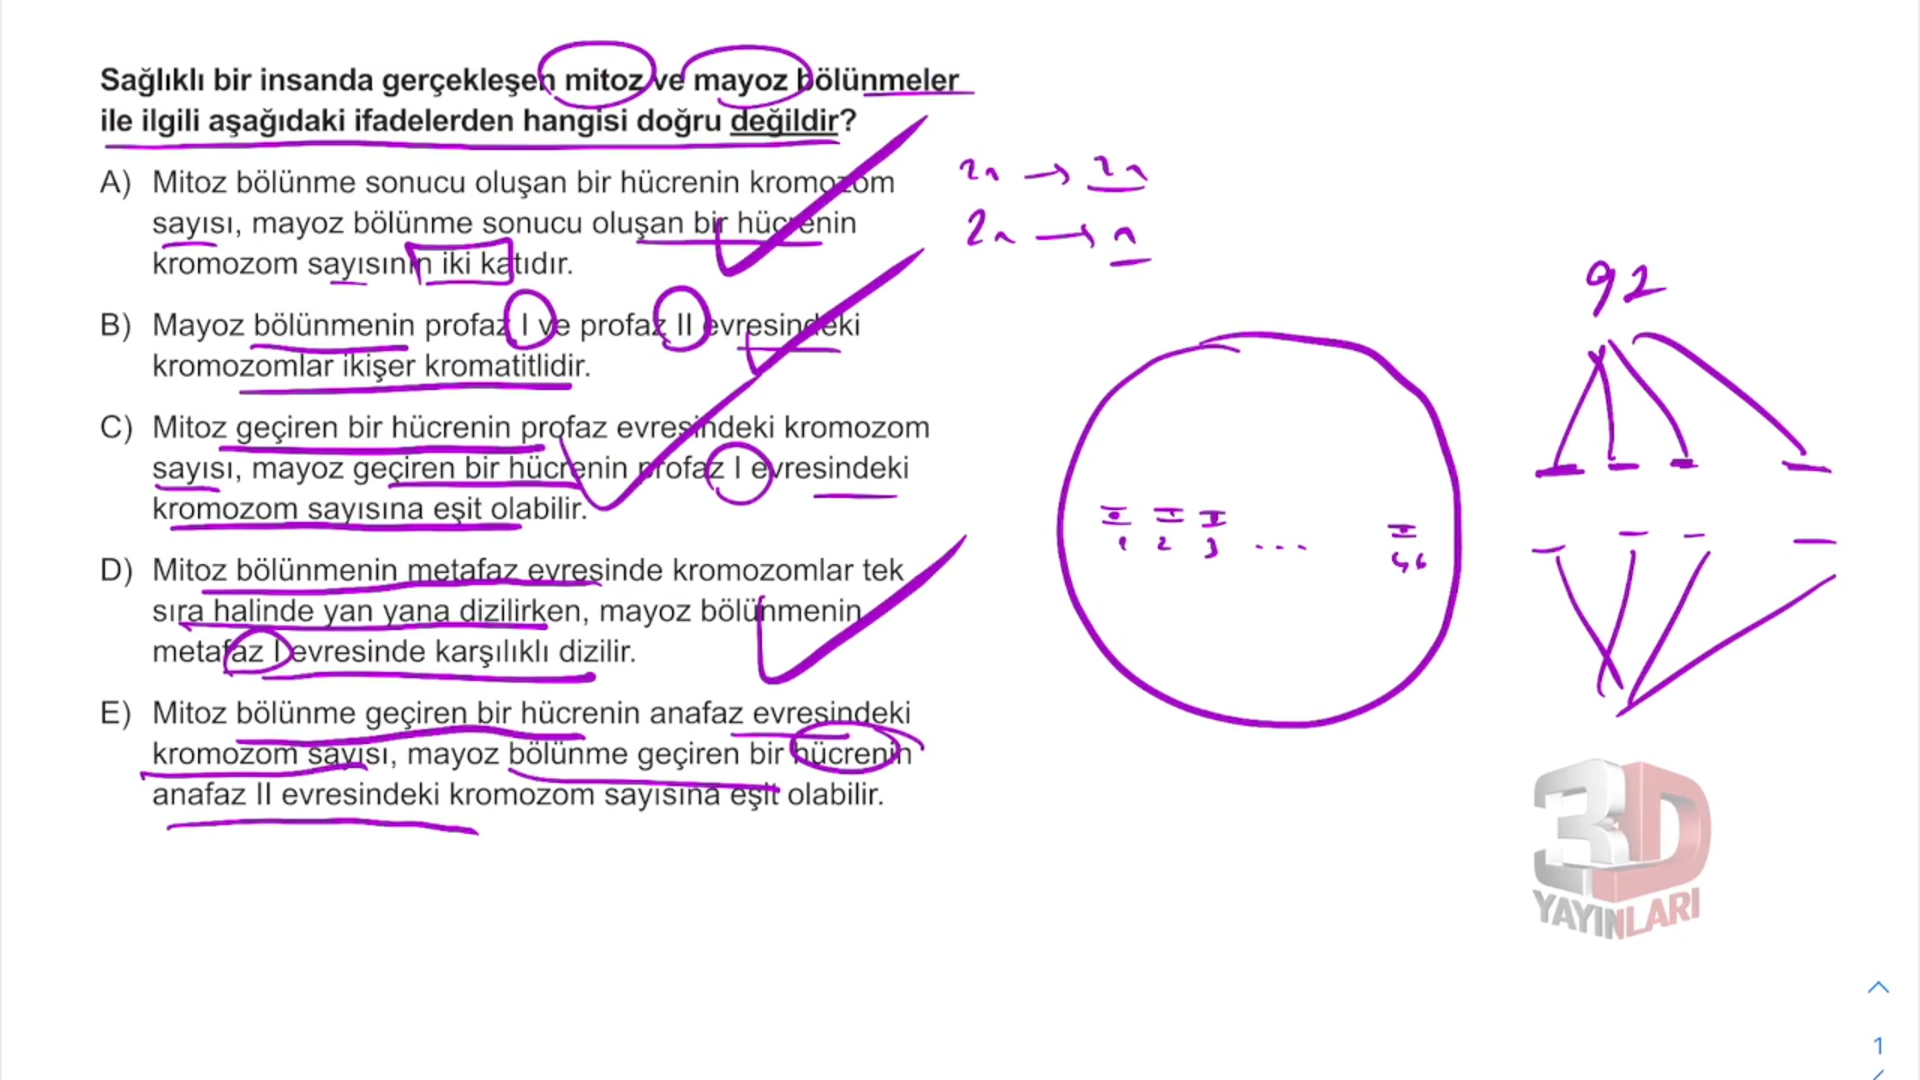 Sağlıklı bir insanda gerçekleşen mitoz ve mayoz bölünmeler
ile ilgili aşağıdaki ifadelerden hangisi doğru değildir?
A) Mitoz bölünme sonucu oluşan bir hücrenin kromozom
sayısı, mayoz bölünme sonucu oluşan bir hücrenin
kromozom sayısının iki katıdır.
B) Mayoz bölünmenin profaz I ve profaz II evresindeki
kromozomlar ikişer kromatitlidir.
C) Mitoz geçiren bir hücrenin profaz evresindeki kromozom
sayısı, mayoz geçiren bir hücrenin profaz I evresindeki
kromozom sayısına eşit olabilir.
D) Mitoz bölünmenin metafaz evresinde kromozomlar tek
sıra halinde yan yana dizilirken, mayoz bölünmenin
metafaz I evresinde karşılıklı dizilir.
E) Mitoz bölünme geçiren bir hücrenin anafaz evresindeki
kromozom sayısı, mayoz bölünme geçiren bir hücrenin
anafaz II evresindeki kromozom sayısına eşit olabilir.
2n → 2n
2n → n
92
1 2 3 ... 46
3D
YAYINLARI
1